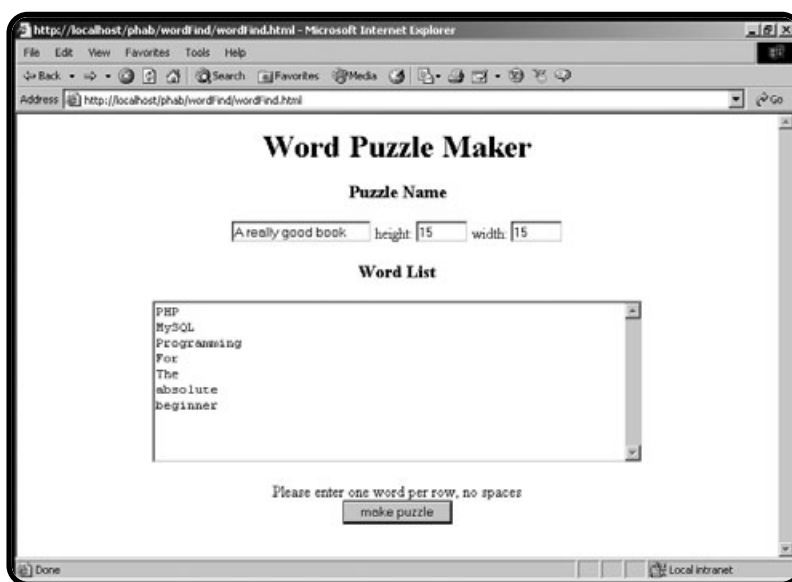 http://localhost/phab/wordFind/wordFind.html - Microsoft Internet Explorer
File Edit View Favorites Tools Help
Back Search Favorites Media
Address http://localhost/phab/wordFind/wordFind.html Go
Word Puzzle Maker
Puzzle Name
A really good book height: 15 width: 15
Word List
PHP
MySQL
Programming
For
The
absolute
beginner
Please enter one word per row, no spaces
make puzzle
Done Local intranet